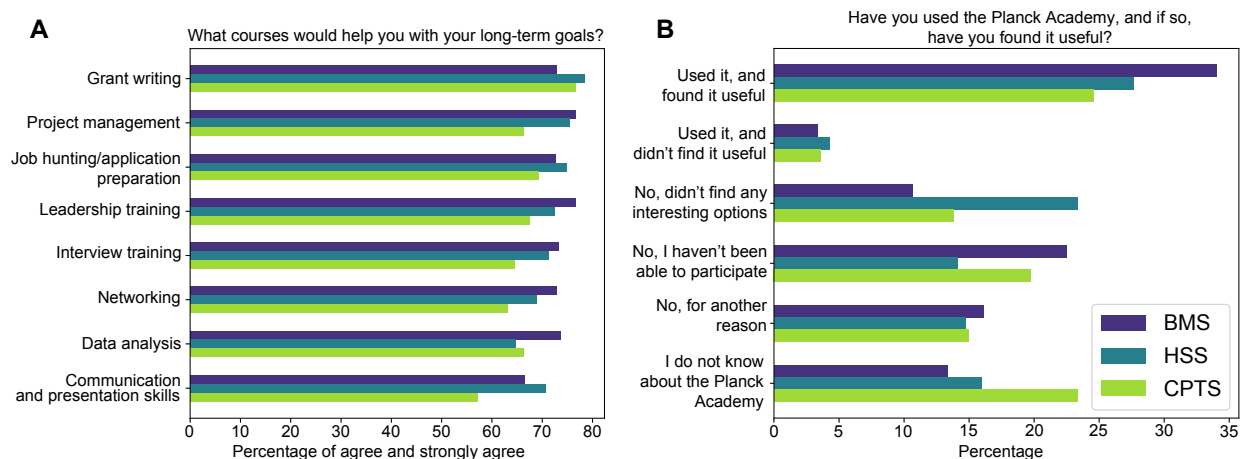 A
What courses would help you with your long-term goals?
Grant writing
Project management
Job hunting/application
preparation
Leadership training
Interview training
Networking
Data analysis
Communication
and presentation skills
0 10 20 30 40 50 60 70 80
Percentage of agree and strongly agree
B
Have you used the Planck Academy, and if so,
have you found it useful?
Used it, and
found it useful
Used it, and
didn't find it useful
No, didn't find any
interesting options
No, I haven't been
able to participate
No, for another
reason
I do not know
about the Planck
Academy
BMS
HSS
CPTS
0 5 10 15 20 25 30 35
Percentage